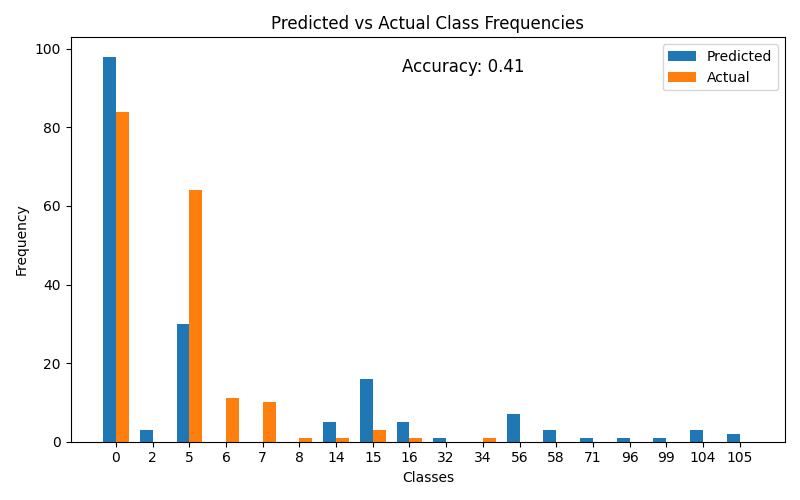 Predicted vs Actual Class Frequencies
Accuracy: 0.41
Predicted
Actual
Frequency
100
80
60
40
20
0
0 2 5 6 7 8 14 15 16 32 34 56 58 71 96 99 104 105
Classes